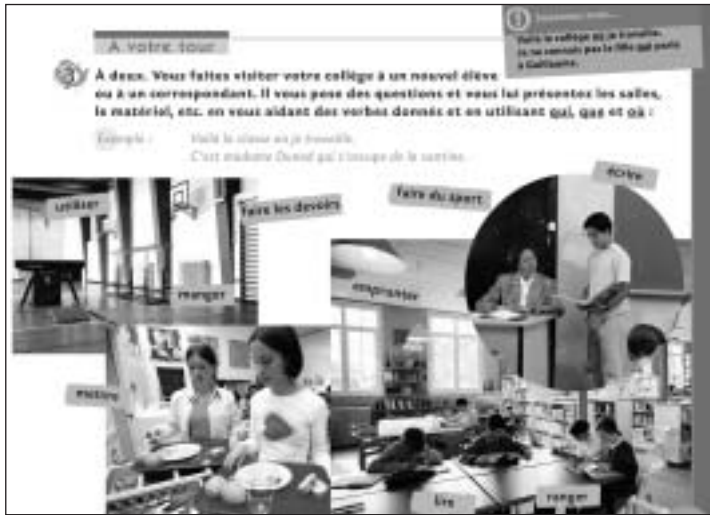 Voilà le collège où je travaille.
Je ne connais pas la fille qui parle
à Guillaume.
À votre tour
3 À deux. Vous faites visiter votre collège à un nouvel élève
ou à un correspondant. Il vous pose des questions et vous lui présentez les salles,
le matériel, etc. en vous aidant des verbes donnés et en utilisant qui, que et où :
Exemple : Voilà la classe où je travaille.
C'est madame qui s'occupe de la cantine.
écrire
faire du sport
utiliser
faire les devoirs
manger
emprunter
lire
ranger